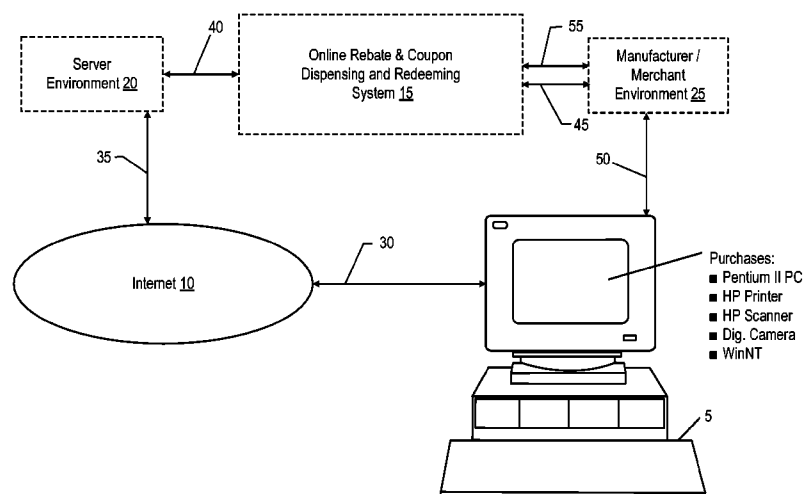 40
55
Server
Environment 20
Online Rebate & Coupon
Dispensing and Redeeming
System 15
Manufacturer /
Merchant
Environment 25
45
35
50
30
Internet 10
Purchases:
■ Pentium II PC
■ HP Printer
■ HP Scanner
■ Dig. Camera
■ WinNT
5